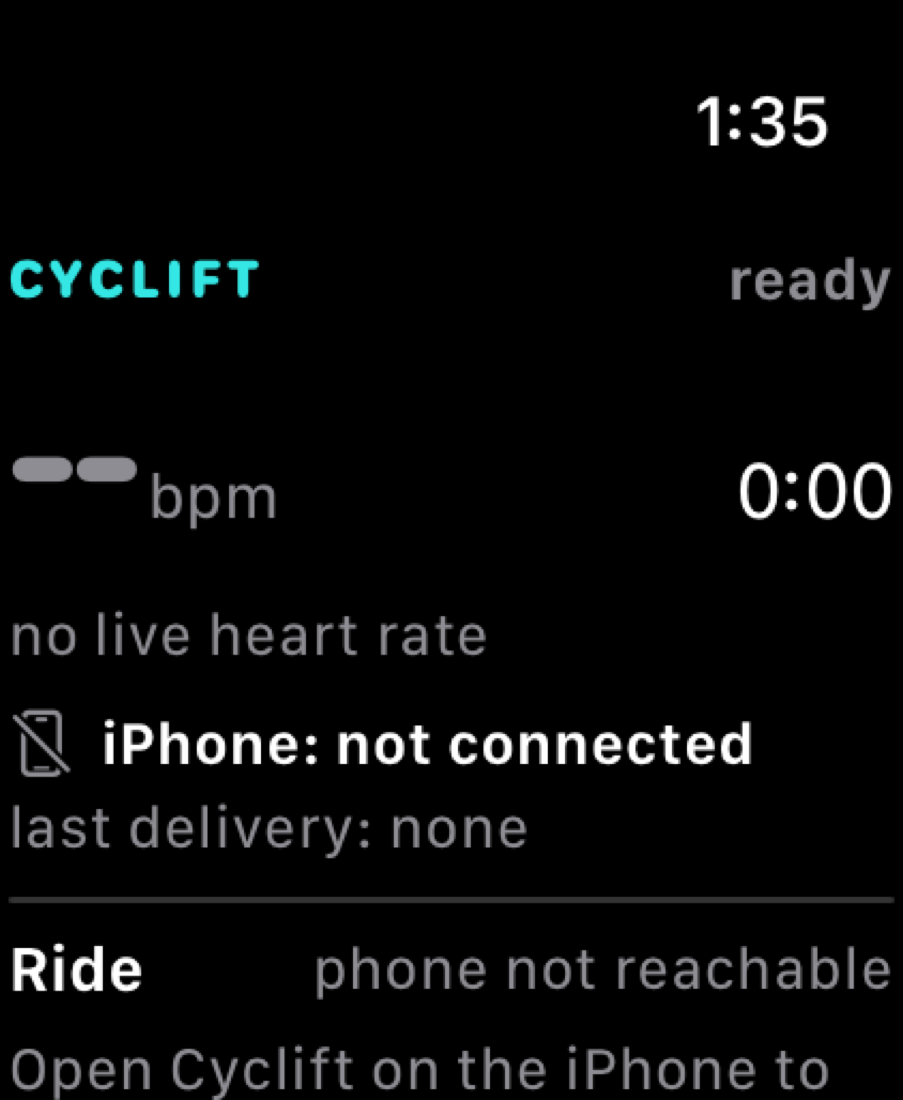 1:35
CYCLIFT ready
-- bpm 0:00
no live heart rate
iPhone: not connected
last delivery: none
Ride phone not reachable
Open Cyclift on the iPhone to